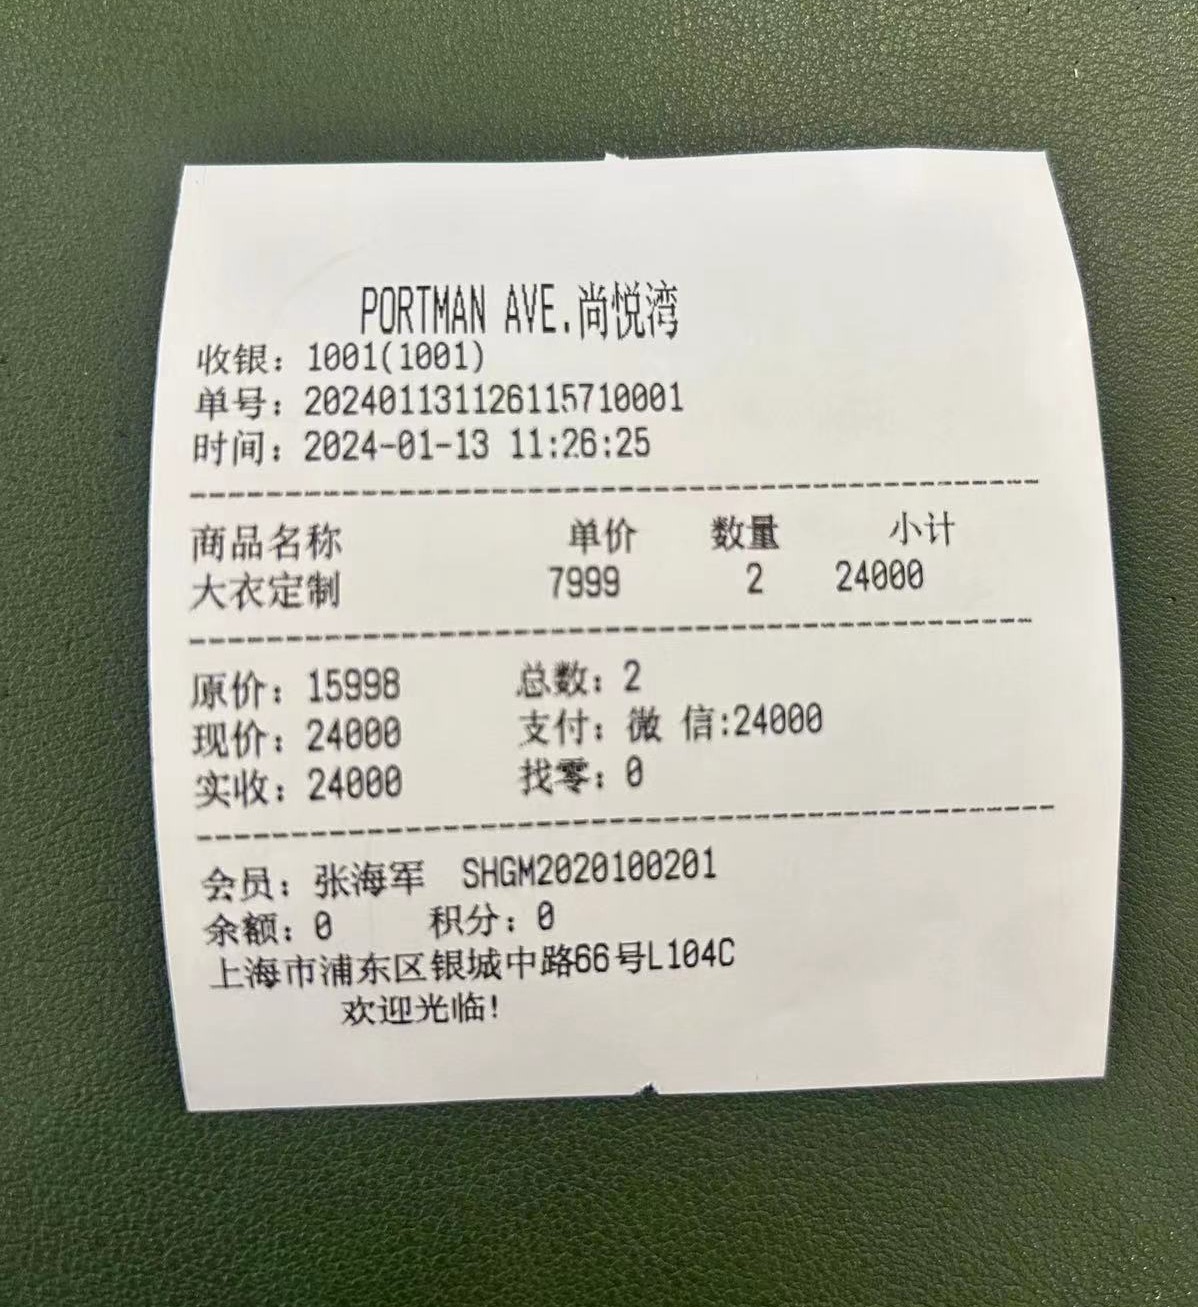 PORTMAN AVE.尚悦湾
收银：1001(1001)
单号：202401131126115710001
时间：2024-01-13 11:26:25
商品名称 单价 数量 小计
大衣定制 7999 2 24000
原价：15998 总数：2
现价：24000 支付：微 信:24000
实收：24000 找零：0
会员：张海军 SHGM2020100201
余额：0 积分：0
上海市浦东区银城中路66号L104C
欢迎光临!